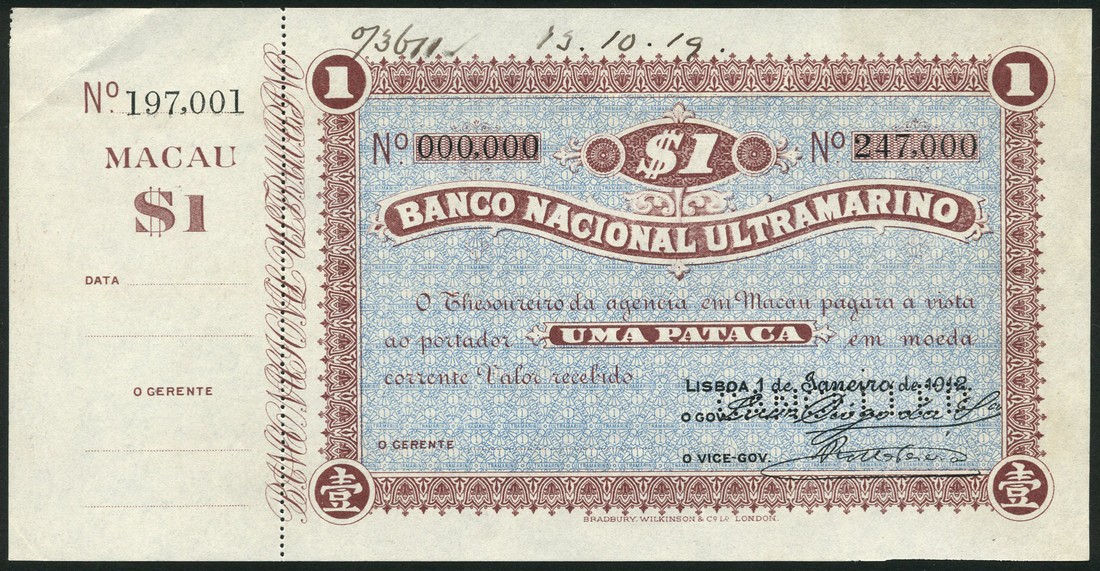 13.10.19.
Nº 197,001
MACAU
$1
DATA
O GERENTE
1
1
Nº 000,000
$1
Nº 247,000
BANCO NACIONAL ULTRAMARINO
O Thesoureiro da agencia em Macau pagará a vista
ao portador UMA PATACA em moeda
corrente Valor recebido
LISBOA, 1 de Janeiro de 1912.
O GOV.
O GERENTE
O VICE-GOV.
壹
壹
BRADBURY, WILKINSON & Cº Lᴰ LONDON.